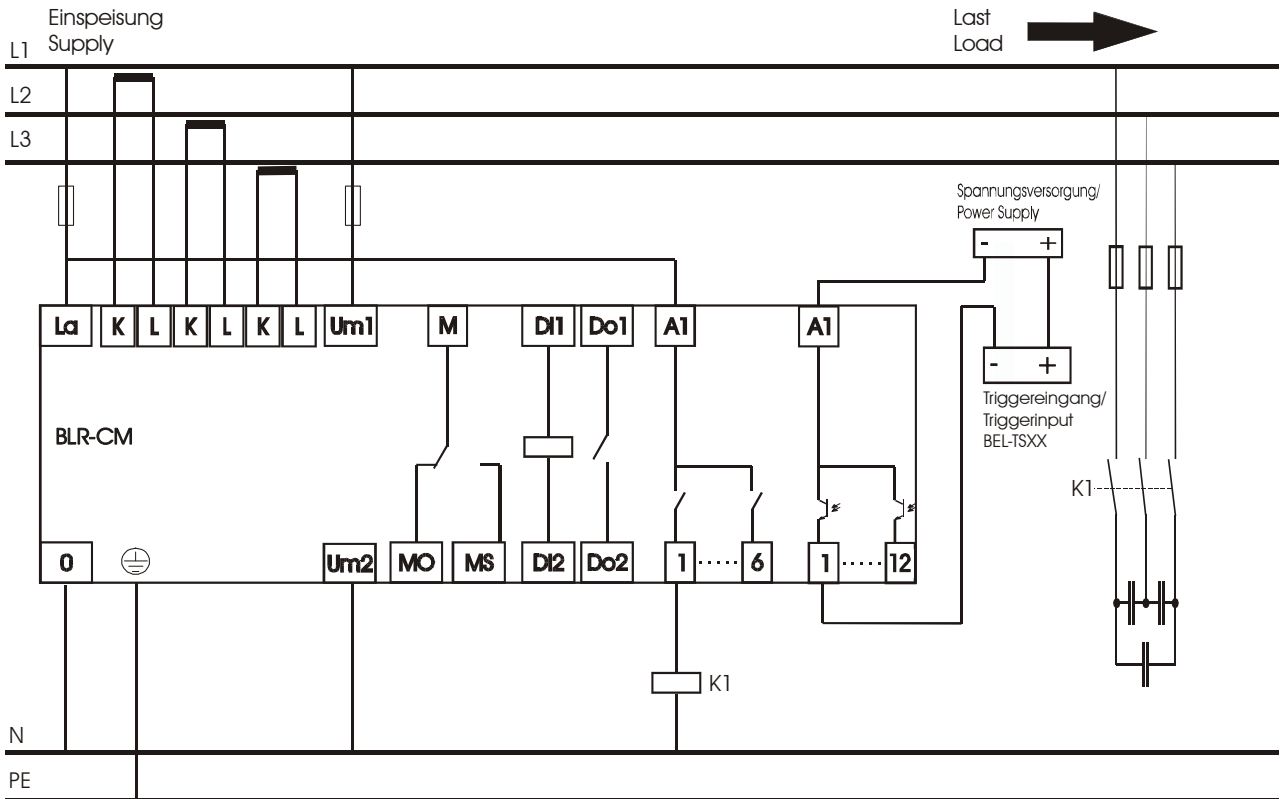 Einspeisung
Supply
Last
Load
L1
L2
L3
Spannungsversorgung/
Power Supply
- +
La K L K L K L Um1 M DI1 Do1 A1 A1
- +
Triggereingang/
Triggerinput
BEL-TSXX
BLR-CM
K1
0 Um2 MO MS DI2 Do2 1 ...... 6 1 ...... 12
K1
N
PE